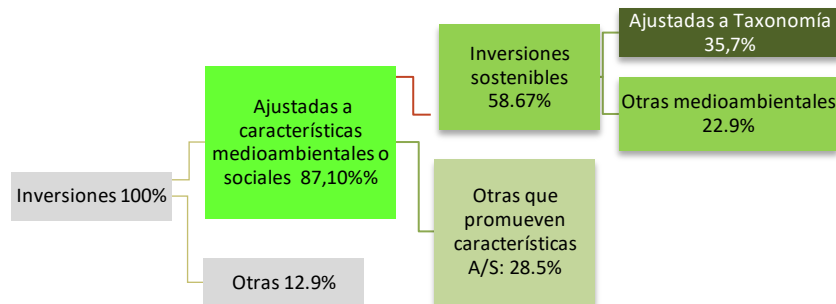 Inversiones 100%
Ajustadas a
características
medioambientales o
sociales 87,10%%
Otras 12.9%
Inversiones
sostenibles
58.67%
Otras que
promueven
características
A/S: 28.5%
Ajustadas a Taxonomía
35,7%
Otras medioambientales
22.9%